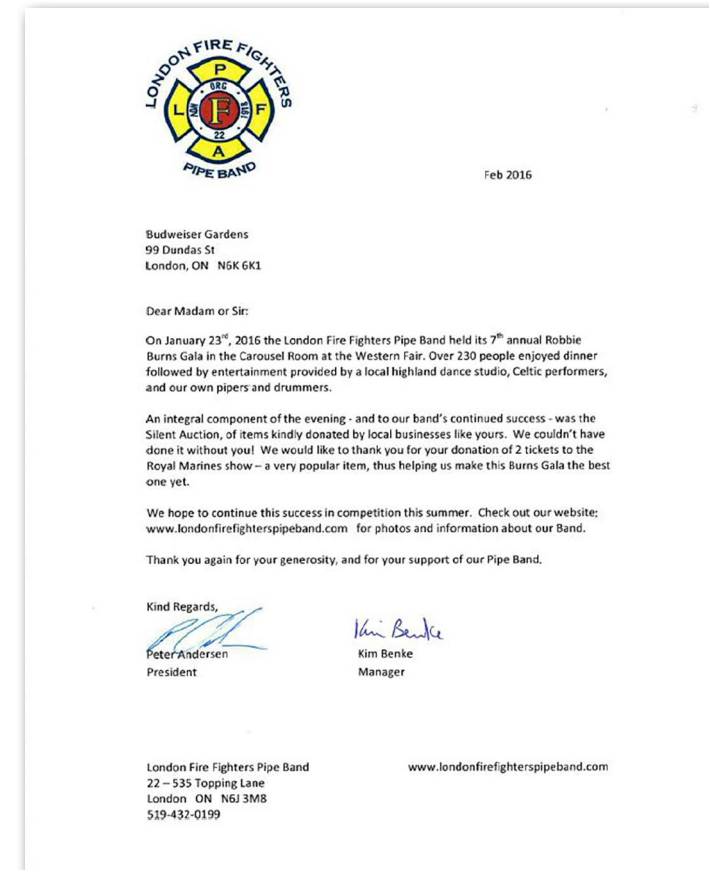 LONDON FIRE FIGHTERS
P
ORG
L F F
NOV 1918
22
A
PIPE BAND
Feb 2016
Budweiser Gardens
99 Dundas St
London, ON N6K 6K1
Dear Madam or Sir:
On January 23rd, 2016 the London Fire Fighters Pipe Band held its 7th annual Robbie
Burns Gala in the Carousel Room at the Western Fair. Over 230 people enjoyed dinner
followed by entertainment provided by a local highland dance studio, Celtic performers,
and our own pipers and drummers.
An integral component of the evening - and to our band's continued success - was the
Silent Auction, of items kindly donated by local businesses like yours. We couldn't have
done it without you! We would like to thank you for your donation of 2 tickets to the
Royal Marines show – a very popular item, thus helping us make this Burns Gala the best
one yet.
We hope to continue this success in competition this summer. Check out our website:
www.londonfirefighterspipeband.com for photos and information about our Band.
Thank you again for your generosity, and for your support of our Pipe Band.
Kind Regards,
Kim Benke
Peter Andersen Kim Benke
President Manager
London Fire Fighters Pipe Band www.londonfirefighterspipeband.com
22 – 535 Topping Lane
London ON N6J 3M8
519-432-0199